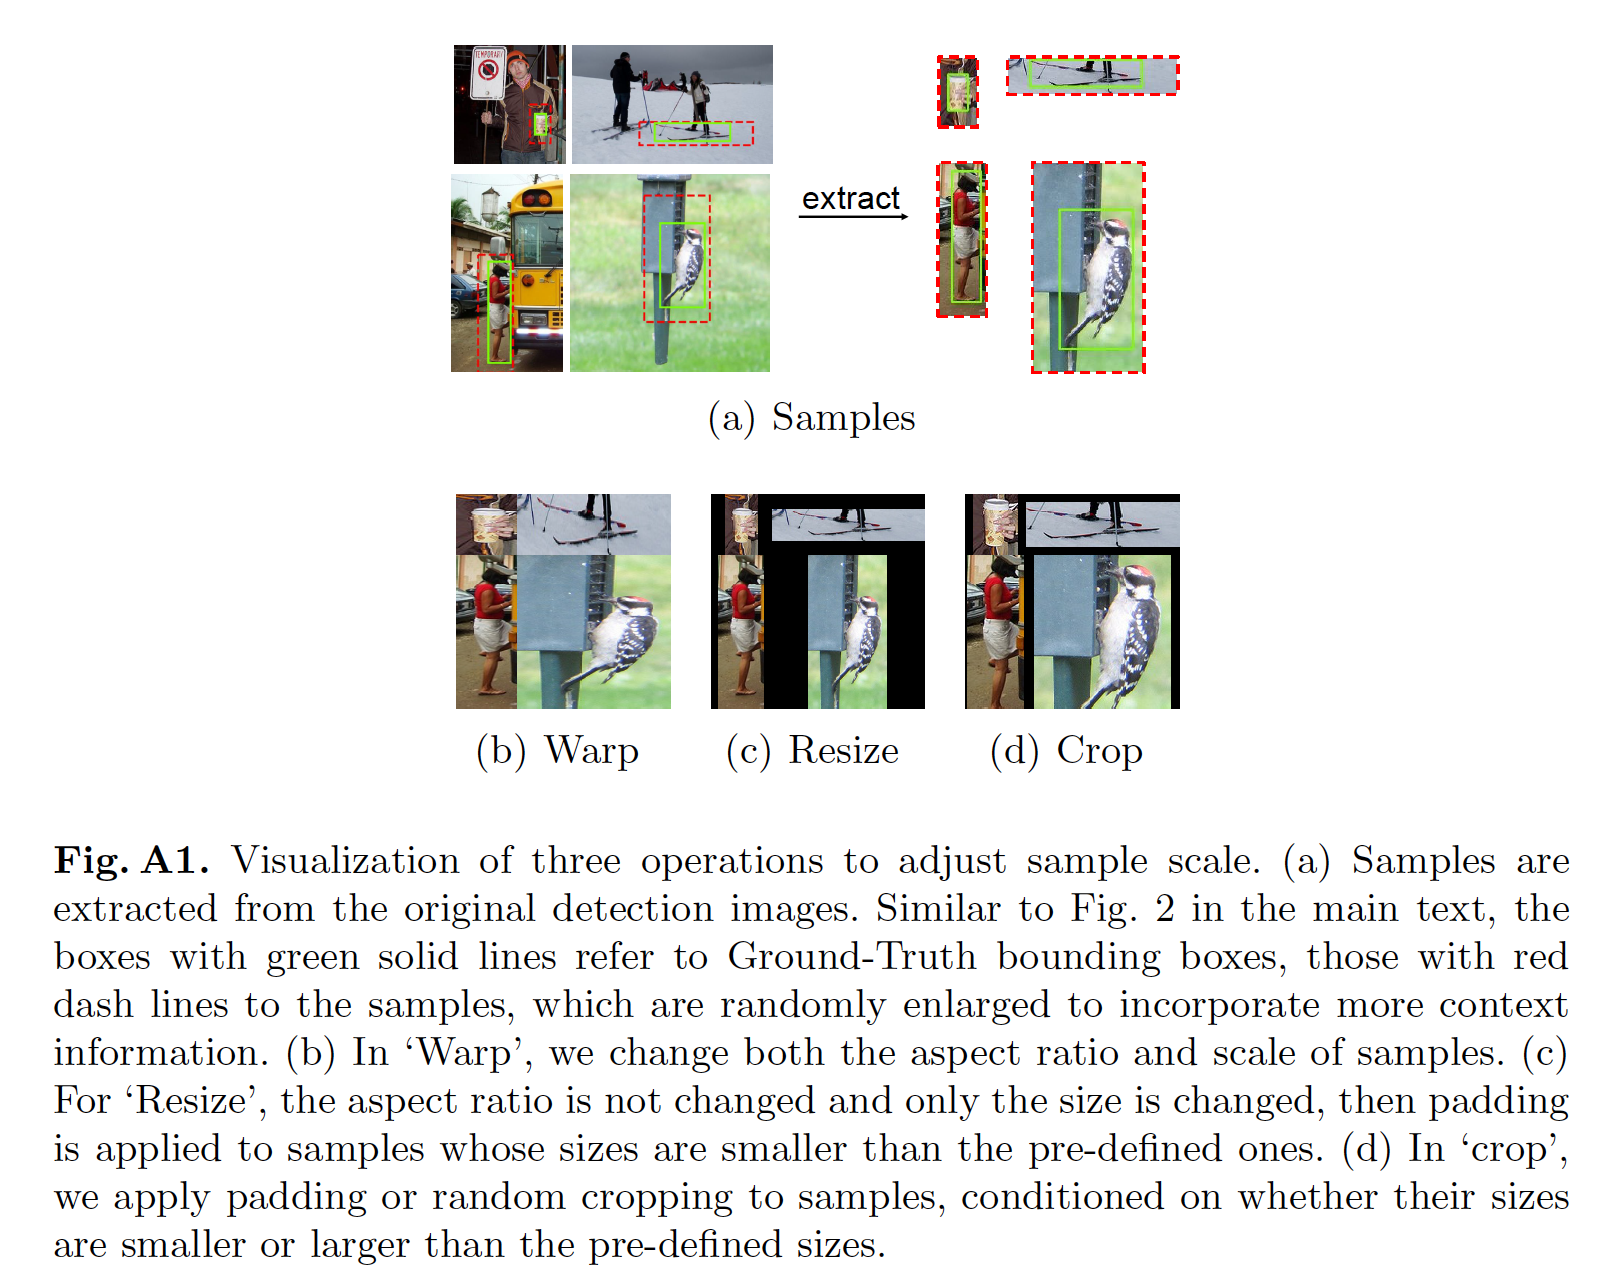 TEMPORARY
extract
(a) Samples
(b) Warp
(c) Resize
(d) Crop
Fig. A1. Visualization of three operations to adjust sample scale. (a) Samples are
extracted from the original detection images. Similar to Fig. 2 in the main text, the
boxes with green solid lines refer to Ground-Truth bounding boxes, those with red
dash lines to the samples, which are randomly enlarged to incorporate more context
information. (b) In ‘Warp’, we change both the aspect ratio and scale of samples. (c)
For ‘Resize’, the aspect ratio is not changed and only the size is changed, then padding
is applied to samples whose sizes are smaller than the pre-defined ones. (d) In ‘crop’,
we apply padding or random cropping to samples, conditioned on whether their sizes
are smaller or larger than the pre-defined sizes.